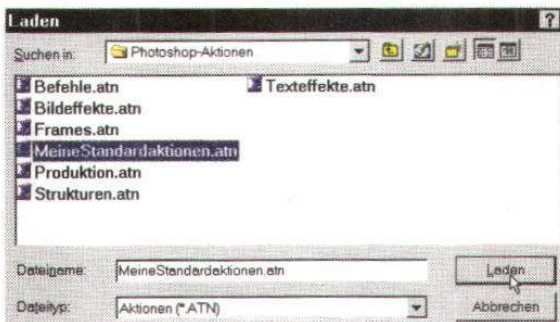 Laden
Suchen in: Photoshop-Aktionen
Befehle.atn
Bildeffekte.atn
Frames.atn
MeineStandardaktionen.atn
Produktion.atn
Strukturen.atn
Texteffekte.atn
Dateiname: MeineStandardaktionen.atn Laden
Dateityp: Aktionen (*.ATN) Abbrechen